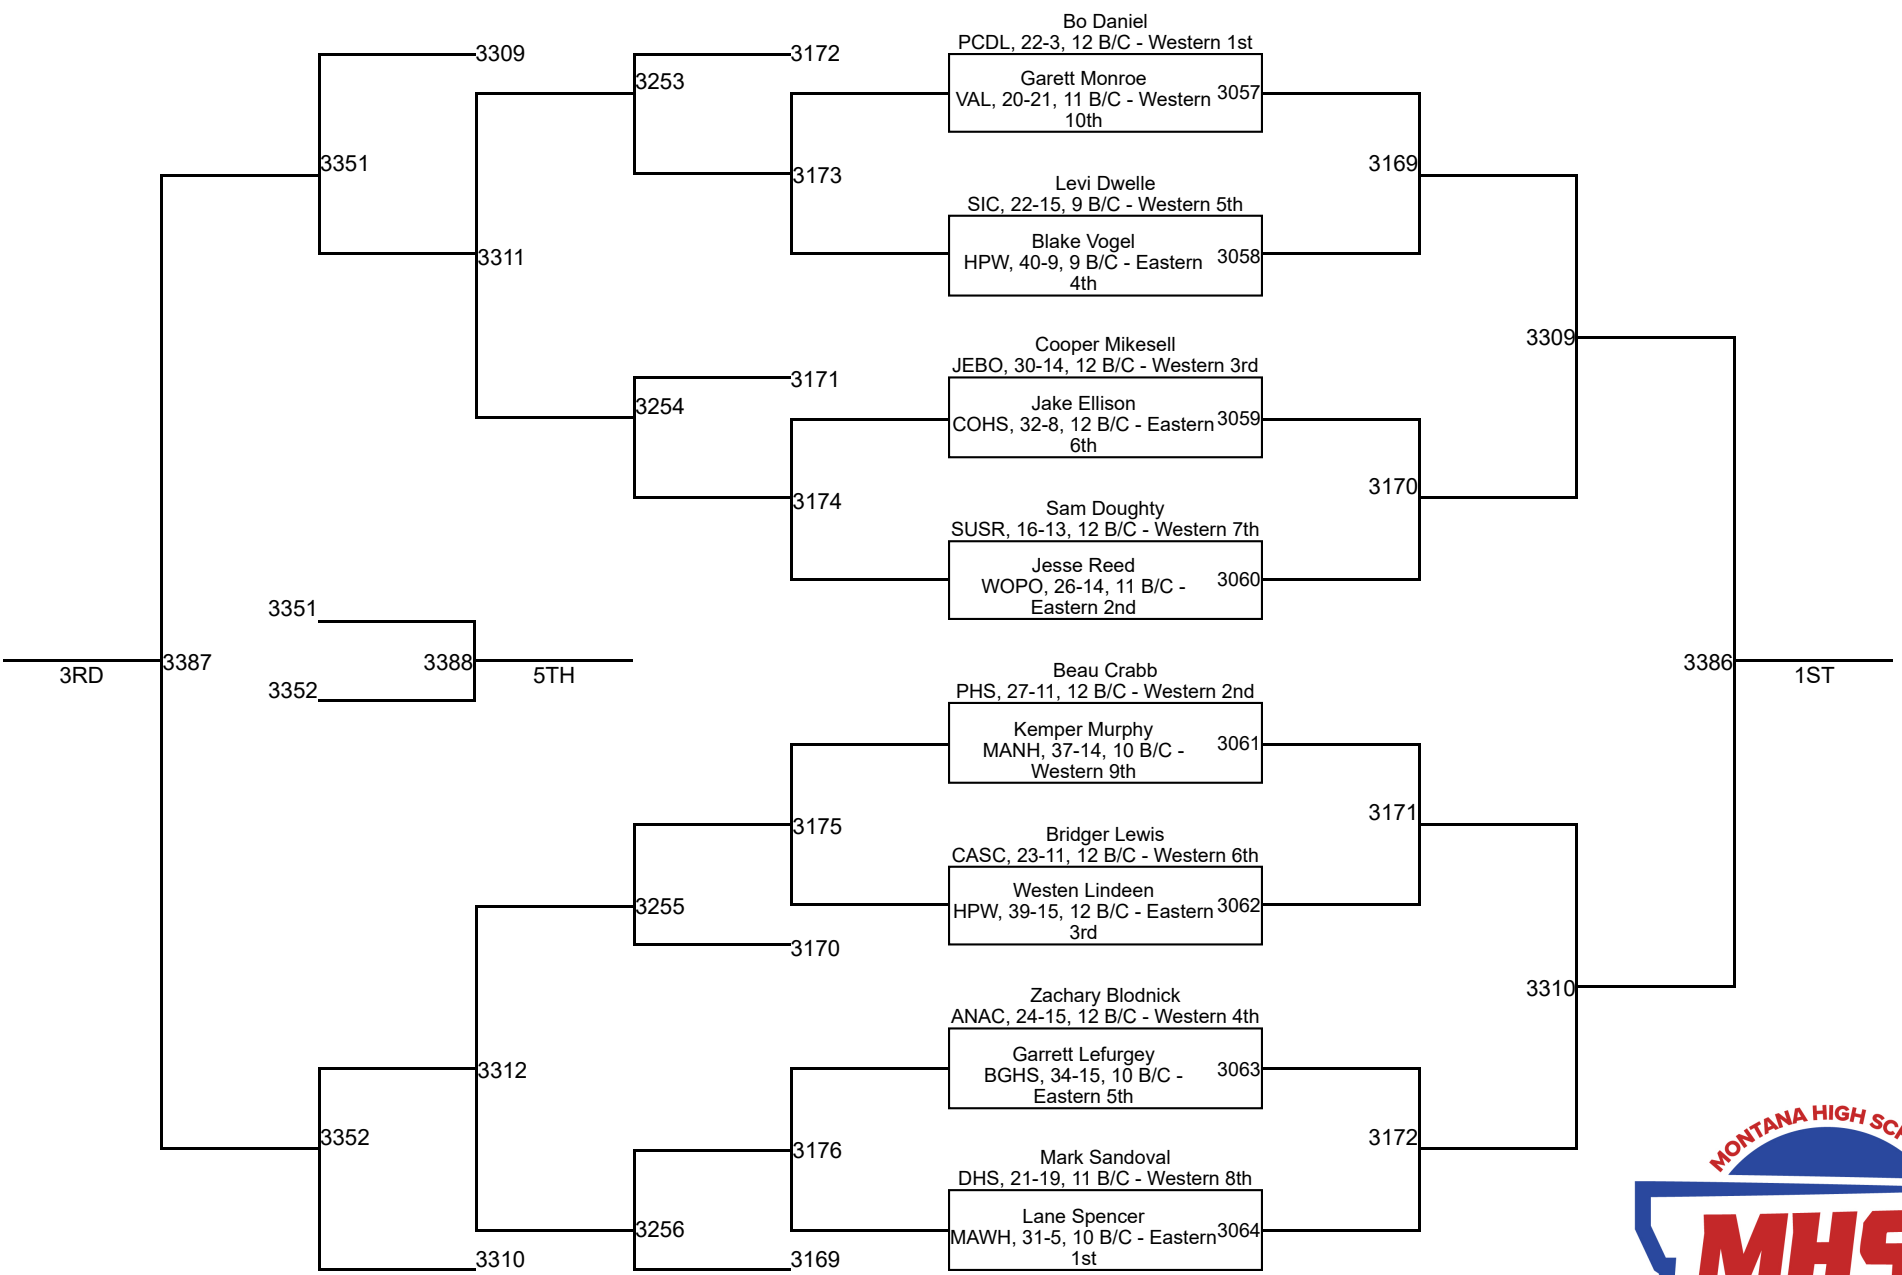 Bo Daniel
PCDL, 22-3, 12 B/C - Western 1st
3309
3172
3253
Garett Monroe
VAL, 20-21, 11 B/C - Western
10th
3057
3351
3173
3169
Levi Dwelle
SIC, 22-15, 9 B/C - Western 5th
Blake Vogel
HPW, 40-9, 9 B/C - Eastern
4th
3058
3311
3309
Cooper Mikesell
JEBO, 30-14, 12 B/C - Western 3rd
3171
3254
Jake Ellison
COHS, 32-8, 12 B/C - Eastern
6th
3059
3174
3170
Sam Doughty
SUSR, 16-13, 12 B/C - Western 7th
Jesse Reed
WOPO, 26-14, 11 B/C -
Eastern 2nd
3060
3351
3RD
3387
3388
5TH
3352
3386
1ST
Beau Crabb
PHS, 27-11, 12 B/C - Western 2nd
Kemper Murphy
MANH, 37-14, 10 B/C -
Western 9th
3061
3175
3171
Bridger Lewis
CASC, 23-11, 12 B/C - Western 6th
Westen Lindeen
HPW, 39-15, 12 B/C - Eastern
3rd
3062
3255
3170
3310
Zachary Blodnick
ANAC, 24-15, 12 B/C - Western 4th
Garrett Lefurgey
BGHS, 34-15, 10 B/C -
Eastern 5th
3063
3312
3352
3176
3172
Mark Sandoval
DHS, 21-19, 11 B/C - Western 8th
Lane Spencer
MAWH, 31-5, 10 B/C - Eastern
1st
3064
3256
3310
3169
MONTANA HIGH